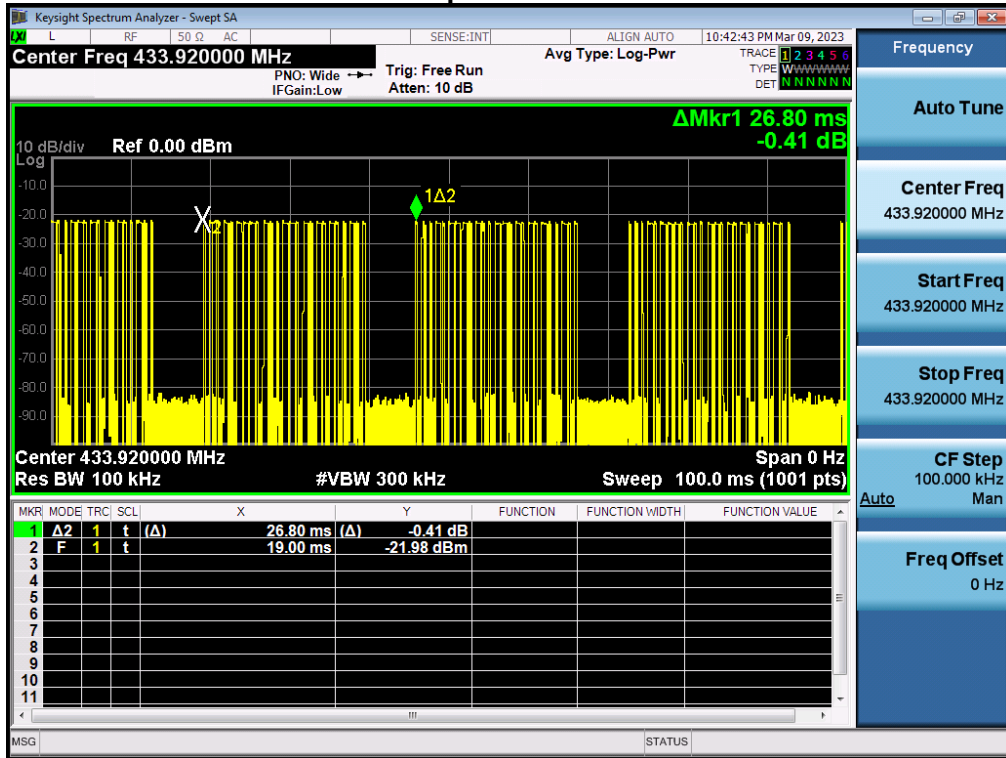 Keysight Spectrum Analyzer - Swept SA
LXI L RF 50 Ω AC SENSE:INT ALIGN AUTO 10:42:43 PM Mar 09, 2023
Center Freq 433.920000 MHz
PNO: Wide
IFGain:Low
Trig: Free Run
Atten: 10 dB
Avg Type: Log-Pwr
TRACE 1 2 3 4 5 6
TYPE WWWWWW
DET N N N N N N
ΔMkr1 26.80 ms
-0.41 dB
10 dB/div Ref 0.00 dBm
Log
-10.0
1Δ2
-20.0
X2
-30.0
-40.0
-50.0
-60.0
-70.0
-80.0
-90.0
Center 433.920000 MHz Span 0 Hz
Res BW 100 kHz #VBW 300 kHz Sweep 100.0 ms (1001 pts)
MKR MODE TRC SCL X Y FUNCTION FUNCTION WIDTH FUNCTION VALUE
1 Δ2 1 t (Δ) 26.80 ms (Δ) -0.41 dB
2 F 1 t 19.00 ms -21.98 dBm
3
4
5
6
7
8
9
10
11
MSG STATUS
Frequency
Auto Tune
Center Freq
433.920000 MHz
Start Freq
433.920000 MHz
Stop Freq
433.920000 MHz
CF Step
100.000 kHz
Auto Man
Freq Offset
0 Hz